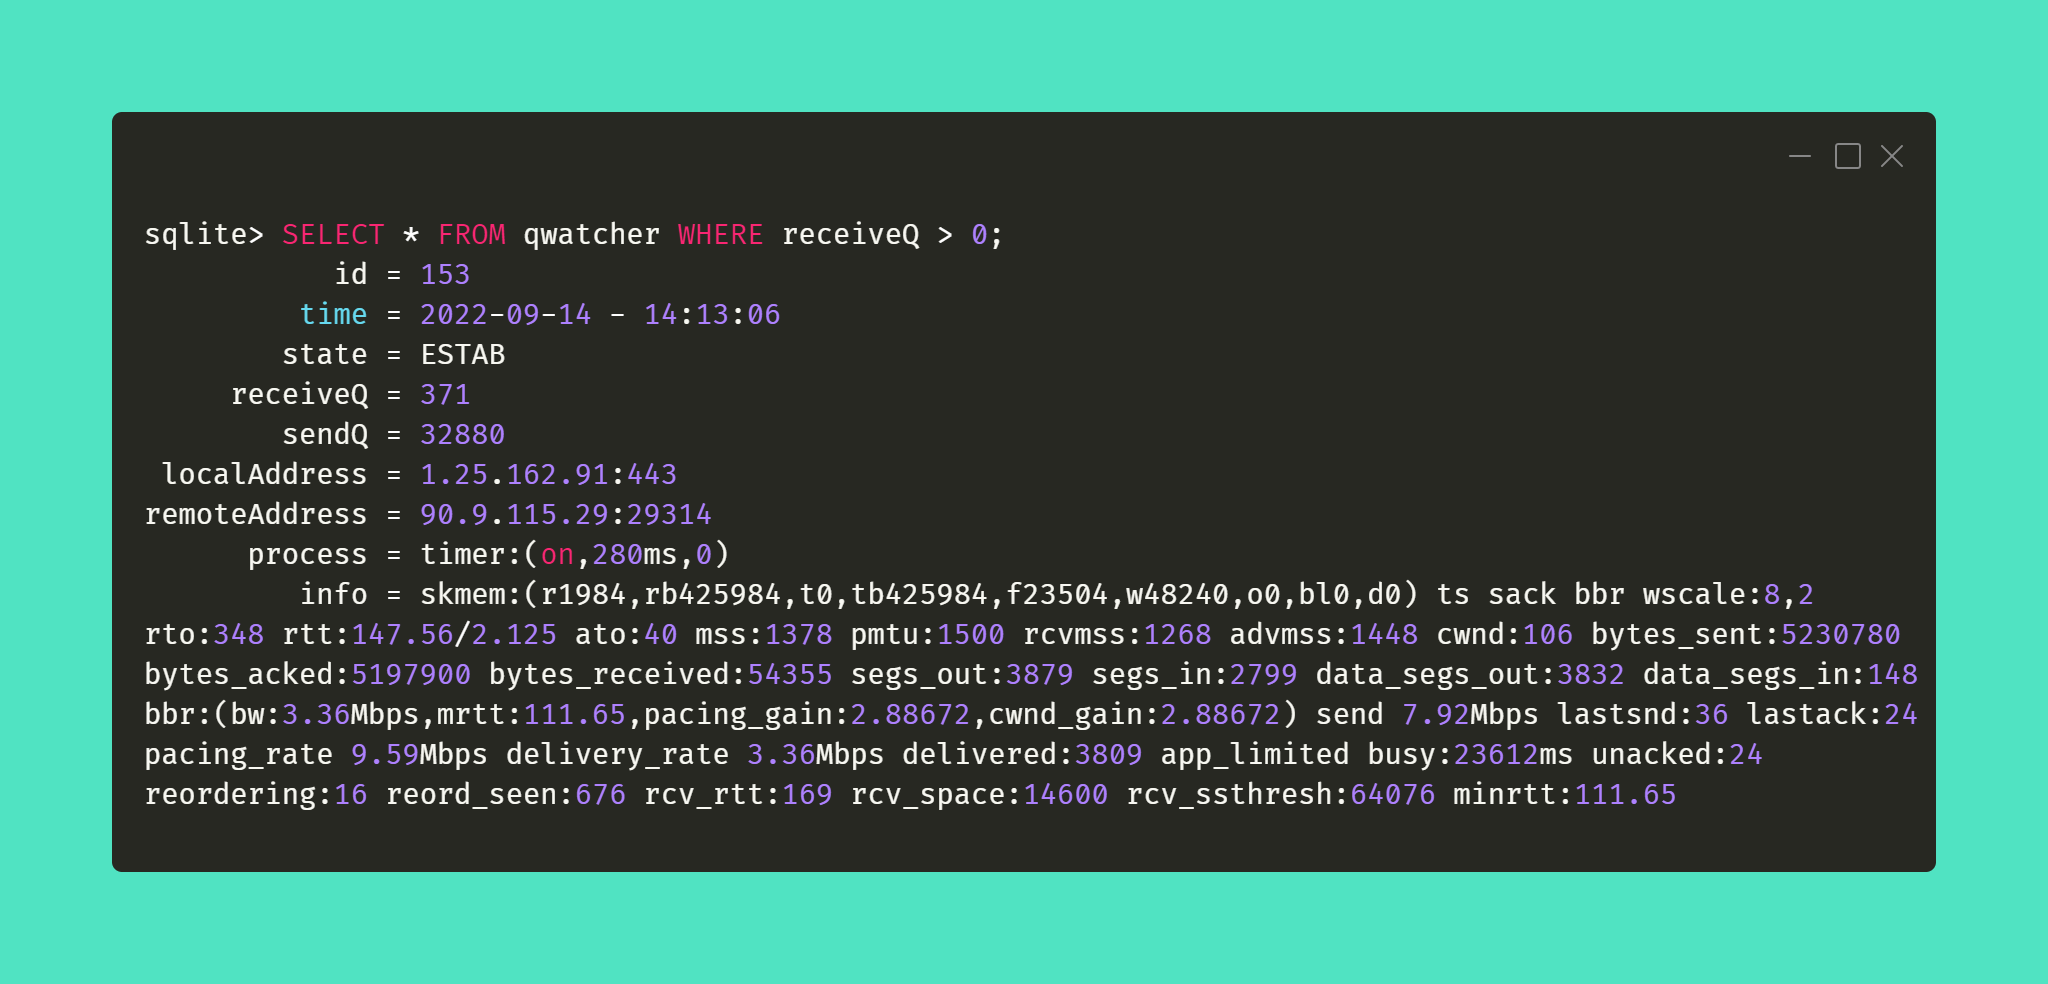 sqlite> SELECT * FROM qwatcher WHERE receiveQ > 0;
id = 153
time = 2022-09-14 - 14:13:06
state = ESTAB
receiveQ = 371
sendQ = 32880
localAddress = 1.25.162.91:443
remoteAddress = 90.9.115.29:29314
process = timer:(on,280ms,0)
info = skmem:(r1984,rb425984,t0,tb425984,f23504,w48240,o0,bl0,d0) ts sack bbr wscale:8,2
rto:348 rtt:147.56/2.125 ato:40 mss:1378 pmtu:1500 rcvmss:1268 advmss:1448 cwnd:106 bytes_sent:5230780
bytes_acked:5197900 bytes_received:54355 segs_out:3879 segs_in:2799 data_segs_out:3832 data_segs_in:148
bbr:(bw:3.36Mbps,mrtt:111.65,pacing_gain:2.88672,cwnd_gain:2.88672) send 7.92Mbps lastsnd:36 lastack:24
pacing_rate 9.59Mbps delivery_rate 3.36Mbps delivered:3809 app_limited busy:23612ms unacked:24
reordering:16 reord_seen:676 rcv_rtt:169 rcv_space:14600 rcv_ssthresh:64076 minrtt:111.65